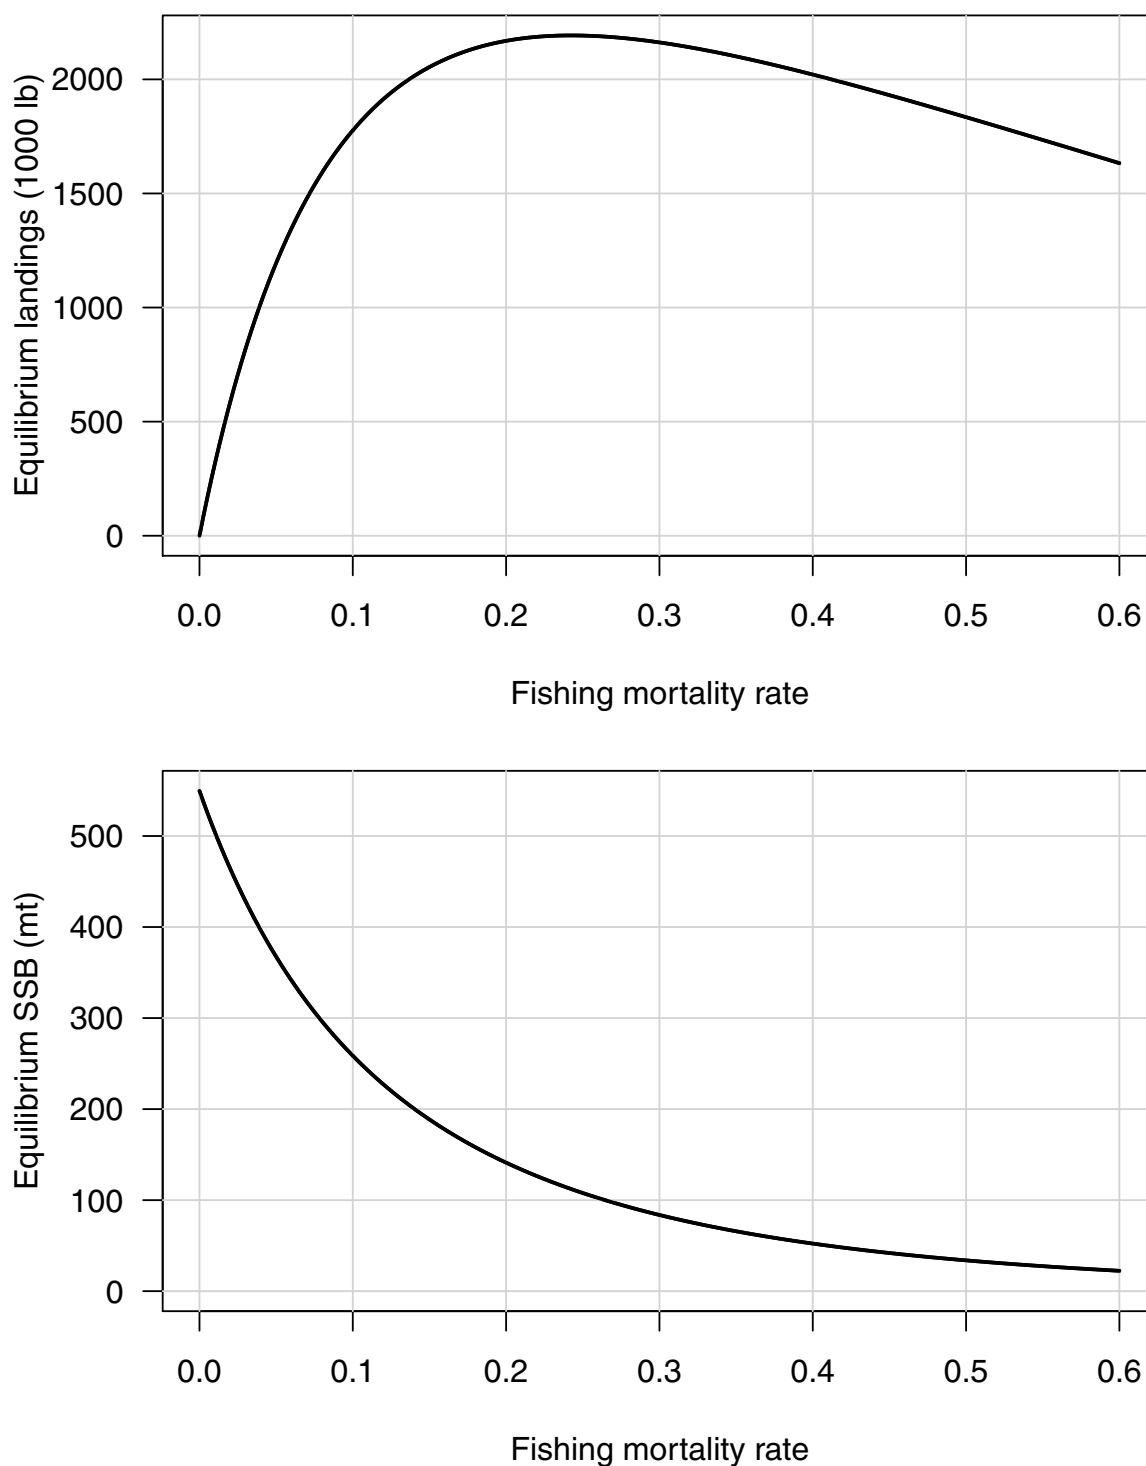 Equilibrium landings (1000 lb)
2000
1500
1000
500
0
0.0 0.1 0.2 0.3 0.4 0.5 0.6
Fishing mortality rate
Equilibrium SSB (mt)
500
400
300
200
100
0
0.0 0.1 0.2 0.3 0.4 0.5 0.6
Fishing mortality rate